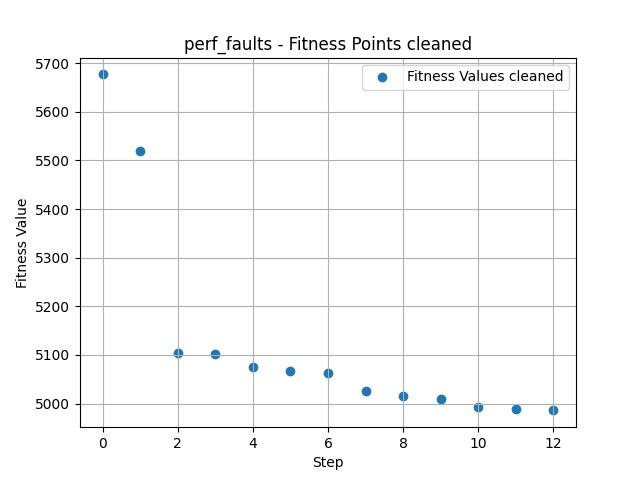 perf_faults - Fitness Points cleaned
Fitness Values cleaned
Fitness Value
5700
5600
5500
5400
5300
5200
5100
5000
0 2 4 6 8 10 12
Step